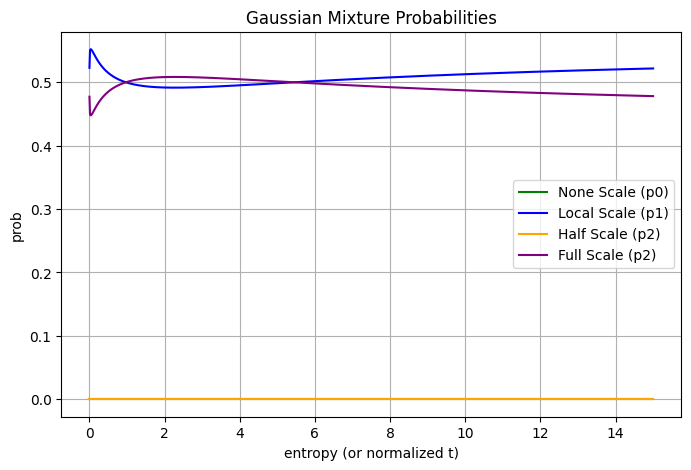 Gaussian Mixture Probabilities
prob
0.5
0.4
0.3
0.2
0.1
0.0
None Scale (p0)
Local Scale (p1)
Half Scale (p2)
Full Scale (p2)
0 2 4 6 8 10 12 14
entropy (or normalized t)